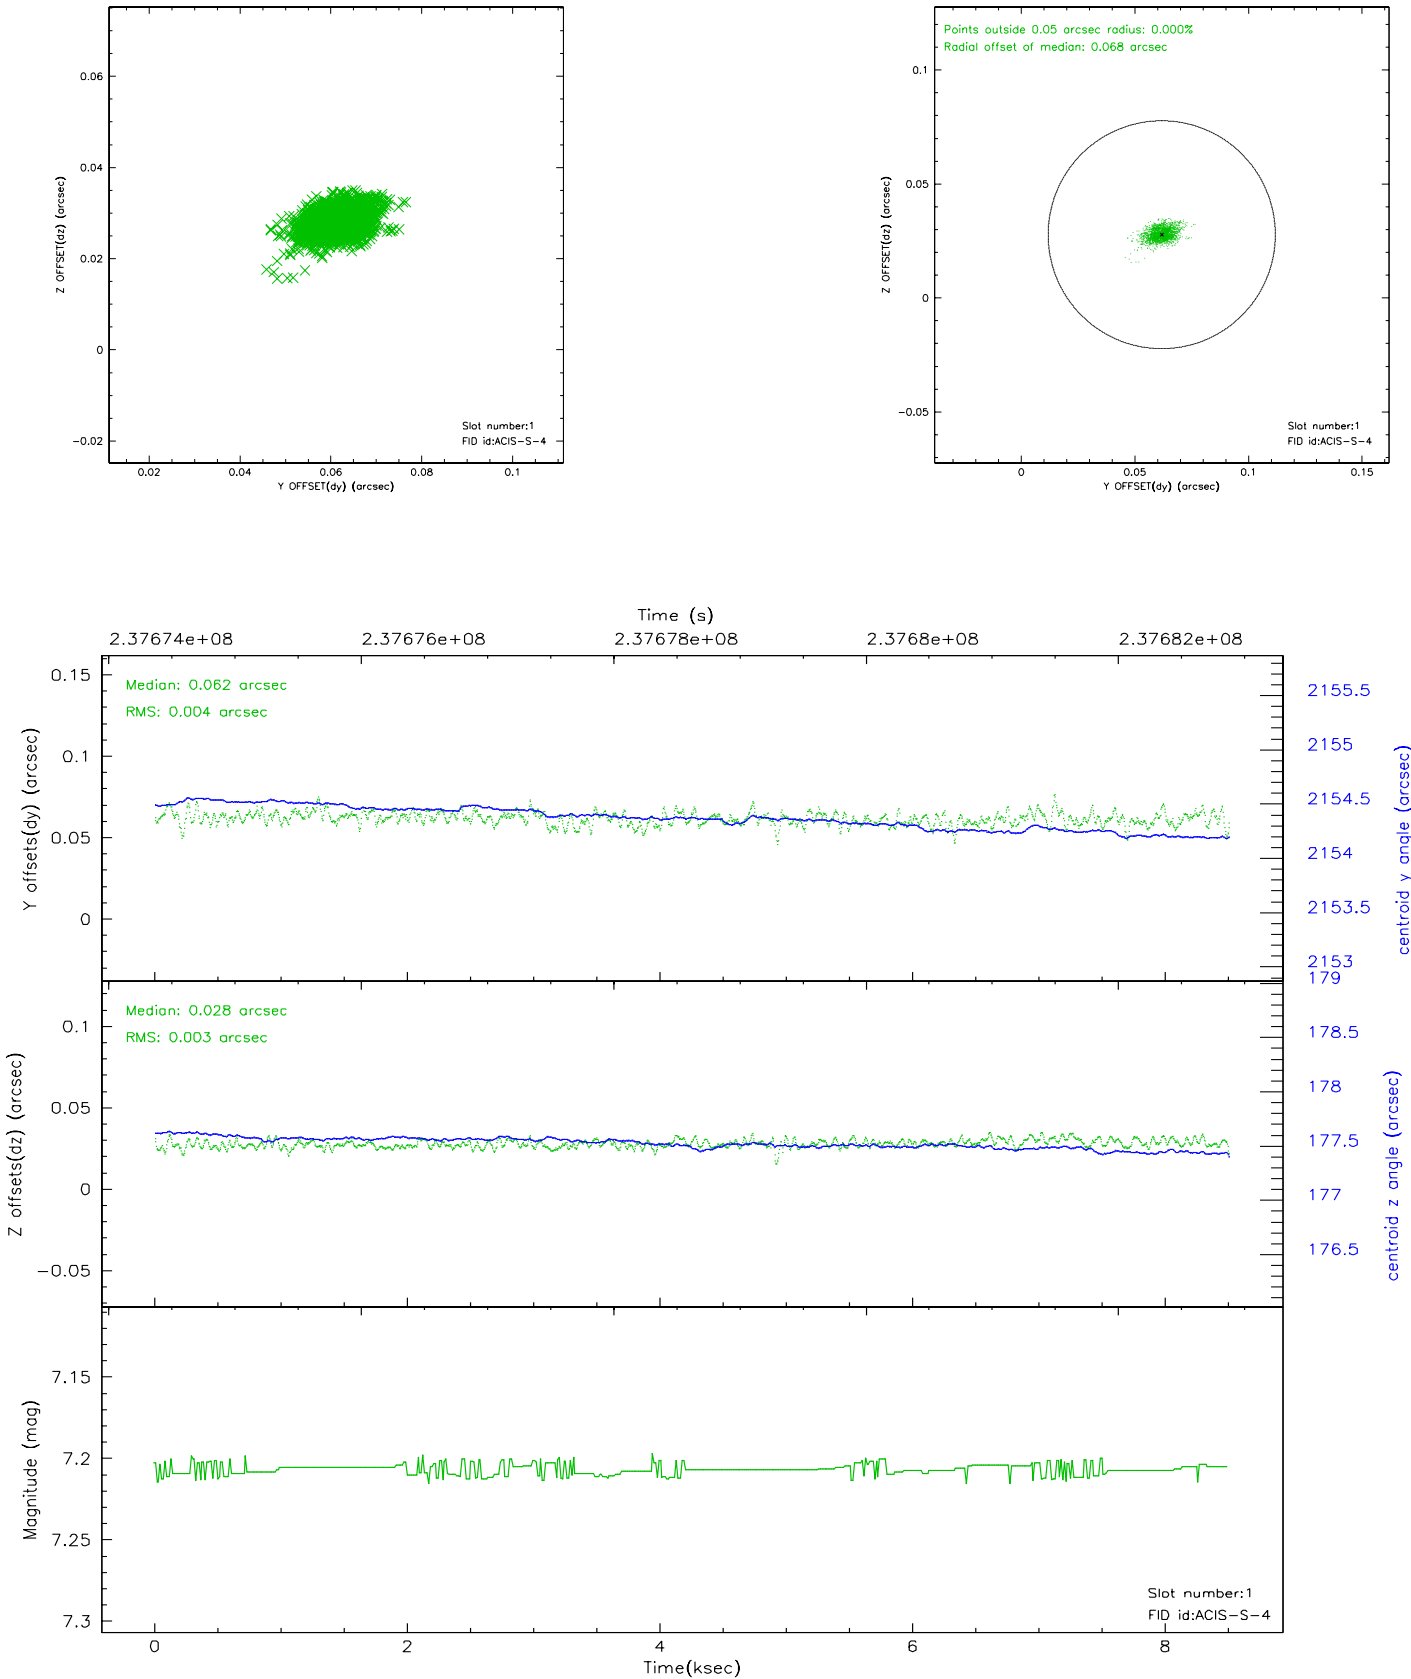 0.06
0.04
0.02
0
-0.02
Z OFFSET(dz) (arcsec)
Slot number:1
FID id:ACIS-S-4
0.02
0.04
0.06
0.08
0.1
Y OFFSET(dy) (arcsec)
Points outside 0.05 arcsec radius: 0.000%
Radial offset of median: 0.068 arcsec
0.1
0.05
0
-0.05
Z OFFSET(dz) (arcsec)
Slot number:1
FID id:ACIS-S-4
0
0.05
0.1
0.15
Y OFFSET(dy) (arcsec)
Time (s)
2.37674e+08
2.37676e+08
2.37678e+08
2.3768e+08
2.37682e+08
0.15
0.1
0.05
0
Y offsets(dy) (arcsec)
Median: 0.062 arcsec
RMS: 0.004 arcsec
2155.5
2155
2154.5
2154
2153.5
2153
centroid y angle (arcsec)
179
178.5
178
177.5
177
176.5
centroid z angle (arcsec)
0.1
0.05
0
-0.05
Z offsets(dz) (arcsec)
Median: 0.028 arcsec
RMS: 0.003 arcsec
7.15
7.2
7.25
7.3
Magnitude (mag)
Slot number:1
FID id:ACIS-S-4
0
2
4
6
8
Time(ksec)